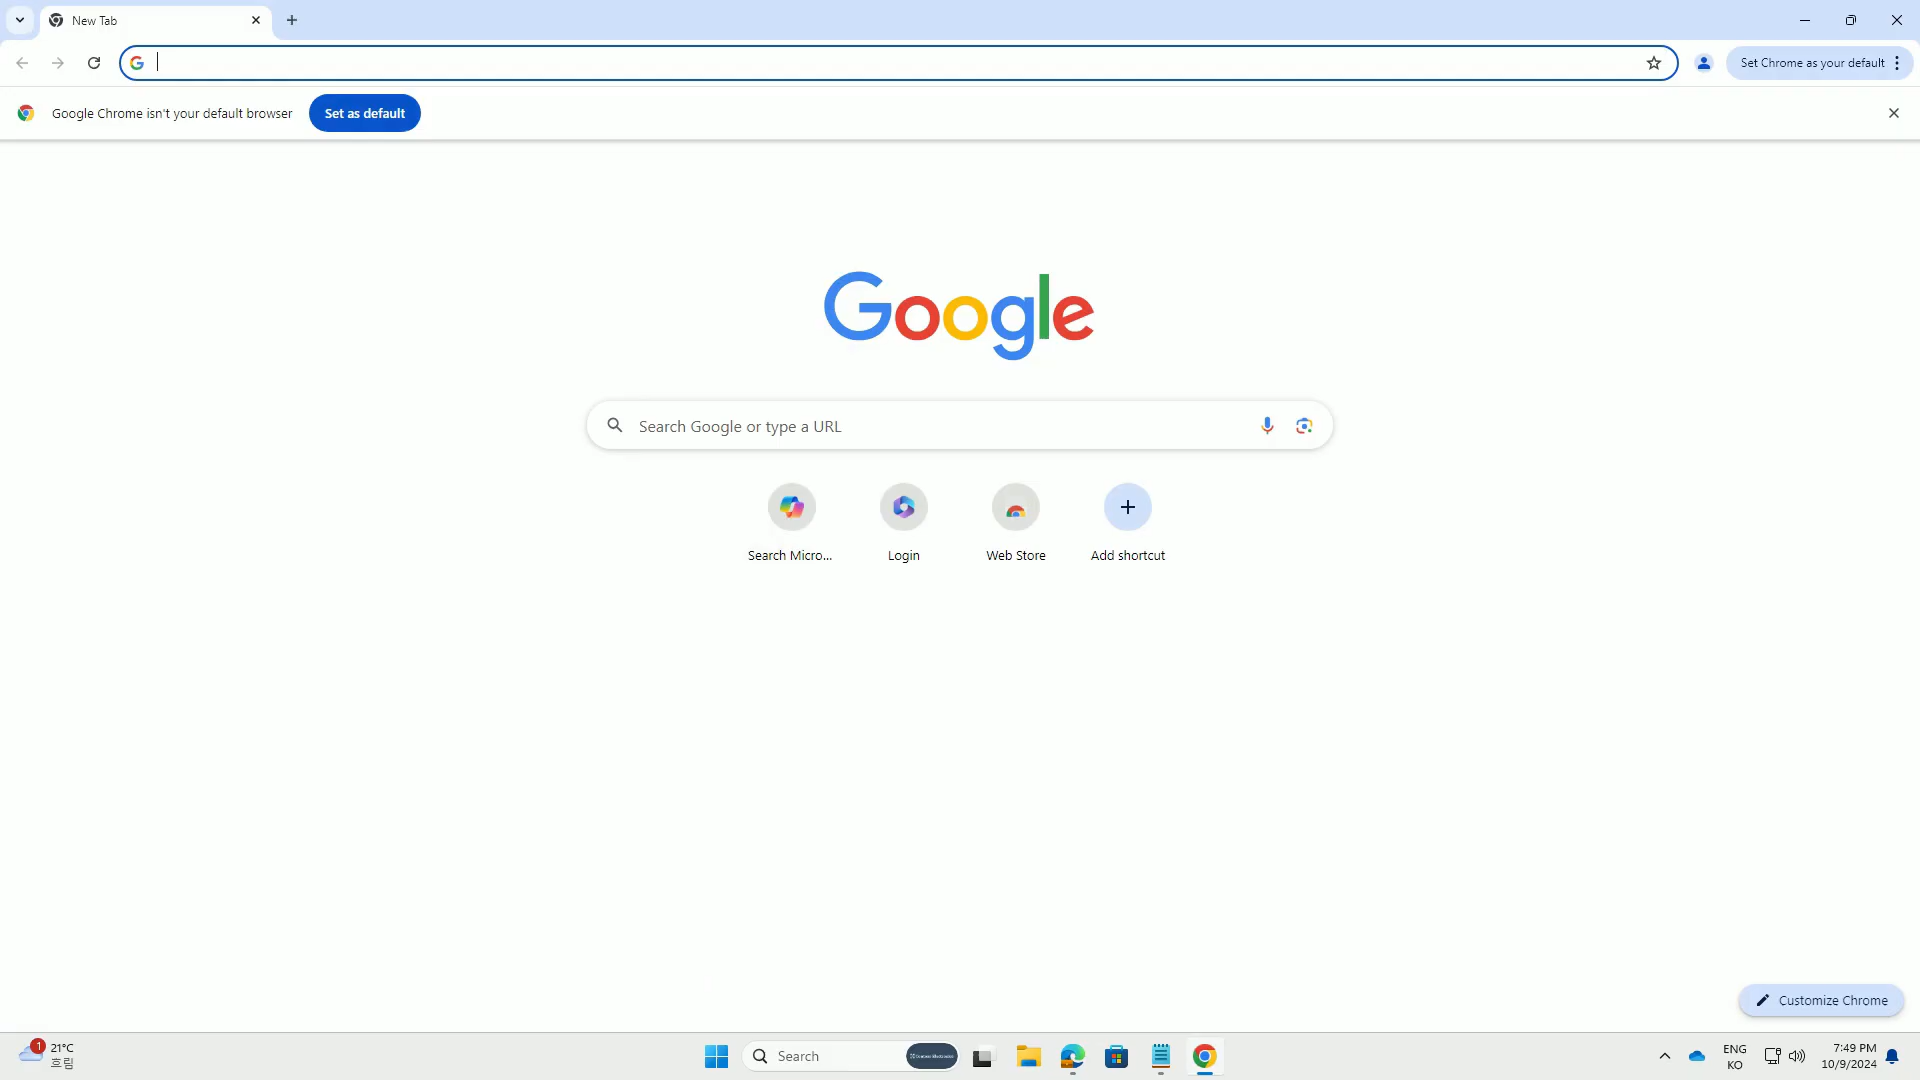 New Tab
Set Chrome as your default
Google Chrome isn't your default browser
Set as default
Google
Search Google or type a URL
Search Micro...
Login
Web Store
Add shortcut
Customize Chrome
1
21°C
흐림
Search
ENG
KO
7:49 PM
10/9/2024